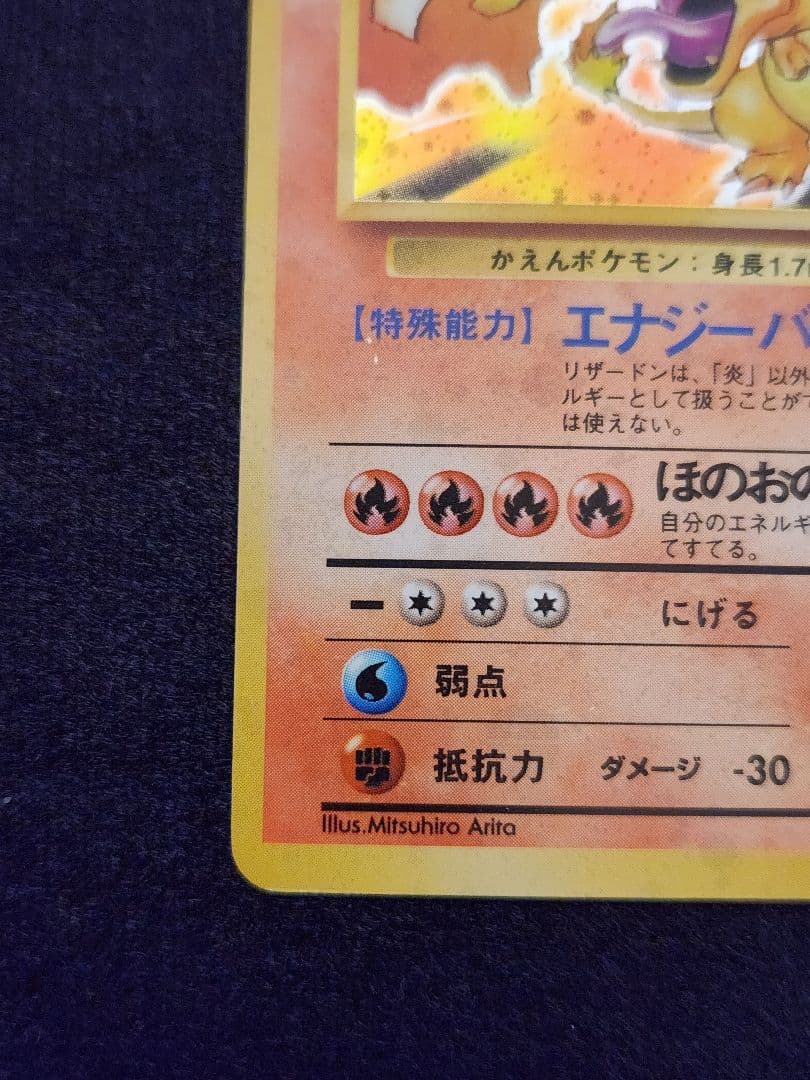 かえんポケモン：身長1.7
【特殊能力】 エナジーバ
リザードンは、「炎」以外
ルギーとして扱うことがで
は使えない。
ほのおの
自分のエネルギ
てすてる。
にげる
弱点
抵抗力 ダメージ -30
Illus.Mitsuhiro Arita